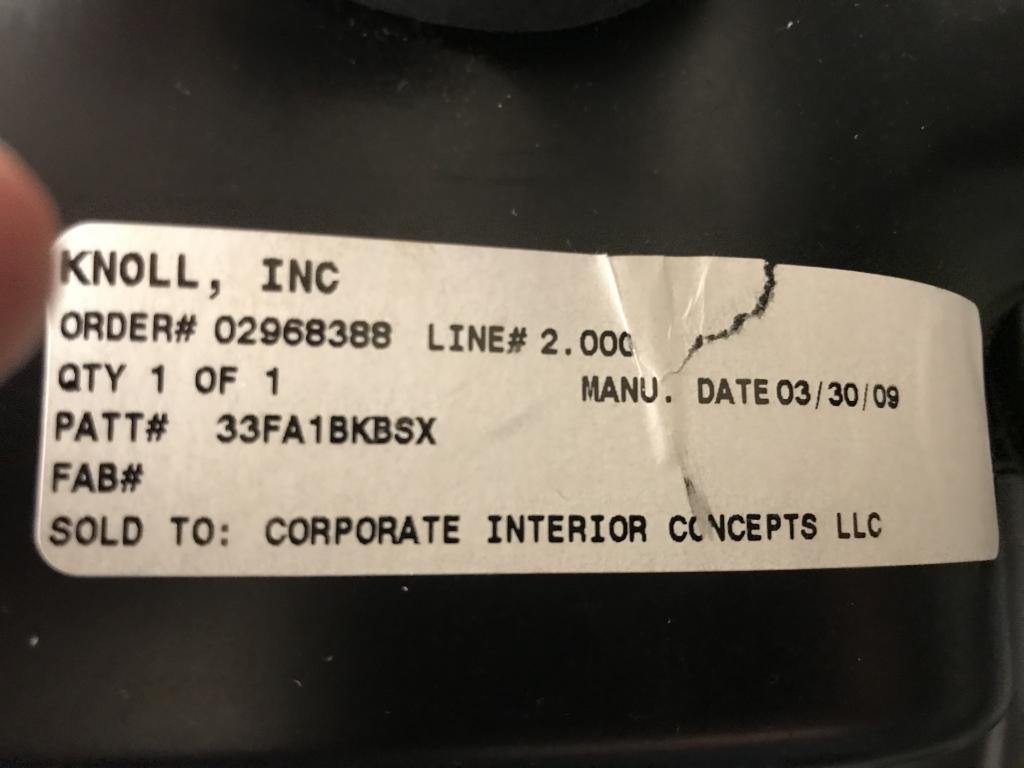 KNOLL, INC
ORDER# 02968388 LINE# 2.000
QTY 1 OF 1 MANU. DATE 03/30/09
PATT# 33FA1BKBSX
FAB#
SOLD TO: CORPORATE INTERIOR CONCEPTS LLC